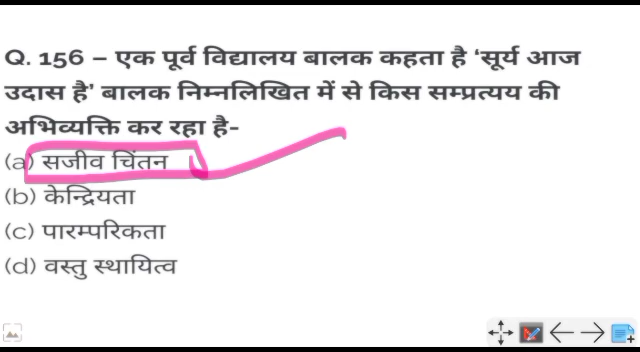 Q. 156 – एक पूर्व विद्यालय बालक कहता है ‘सूर्य आज
उदास है’ बालक निम्नलिखित में से किस सम्प्रत्यय की
अभिव्यक्ति कर रहा है-
(a) सजीव चिंतन
(b) केन्द्रियता
(c) पारम्परिकता
(d) वस्तु स्थायित्व